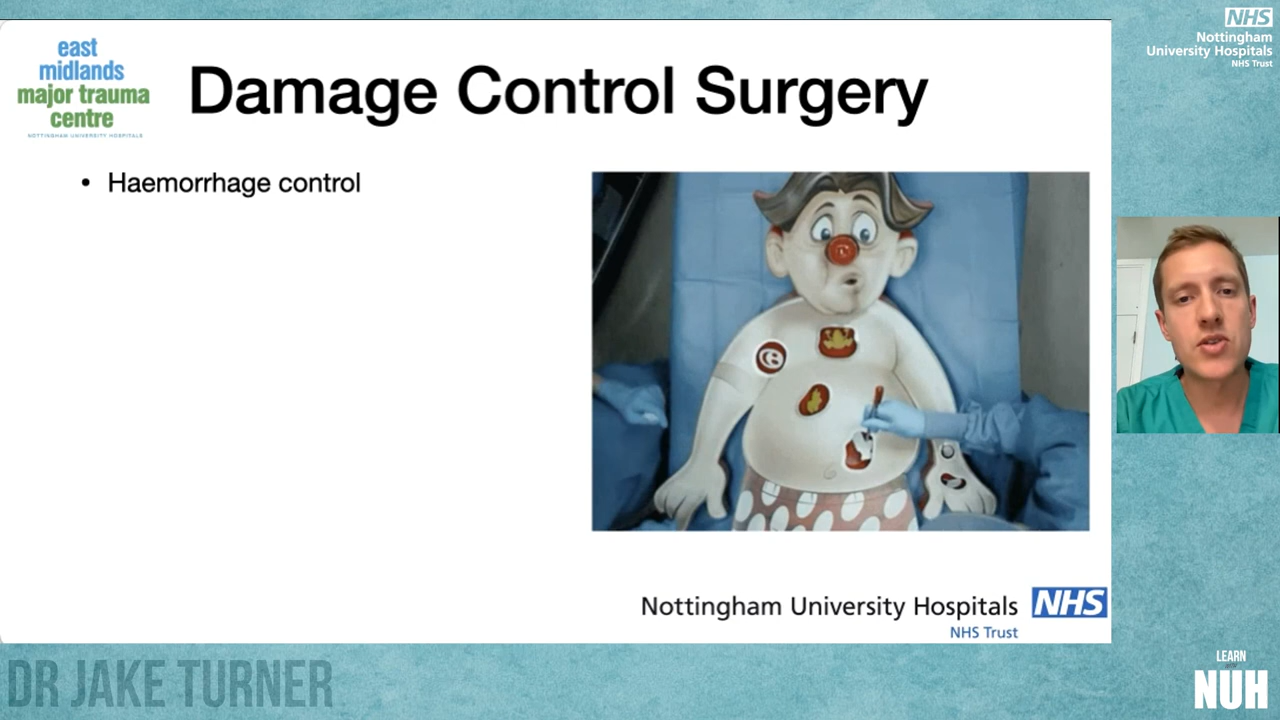 east
midlands
major trauma
centre
NOTTINGHAM UNIVERSITY HOSPITALS
Damage Control Surgery
• Haemorrhage control
Nottingham University Hospitals NHS
NHS Trust
NHS
Nottingham
University Hospitals
NHS Trust
DR JAKE TURNER
LEARN
NUH